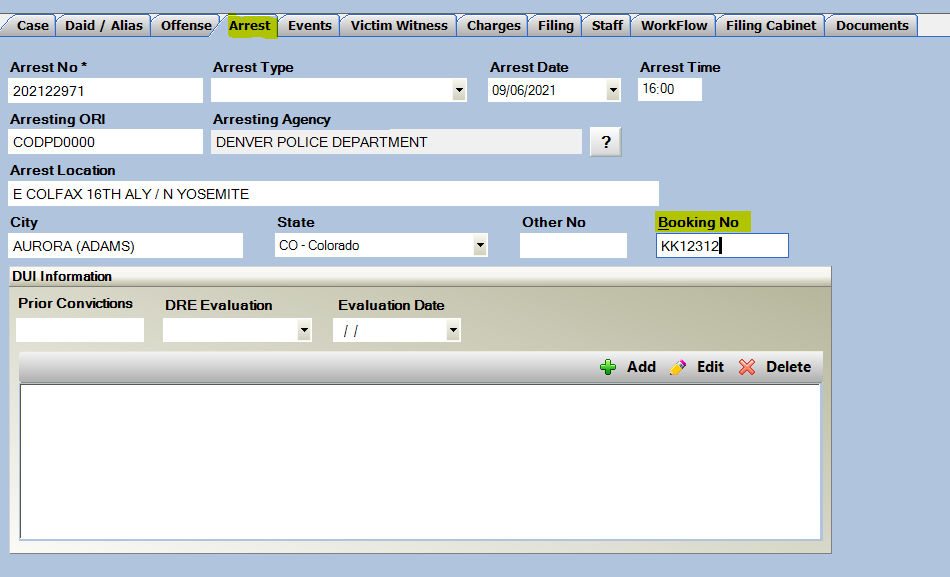 Case Daid / Alias Offense Arrest Events Victim Witness Charges Filing Staff WorkFlow Filing Cabinet Documents
Arrest No * Arrest Type Arrest Date Arrest Time
202122971 09/06/2021 16:00
Arresting ORI Arresting Agency
CODPD0000 DENVER POLICE DEPARTMENT ?
Arrest Location
E COLFAX 16TH ALY / N YOSEMITE
City State Other No Booking No
AURORA (ADAMS) CO - Colorado KK12312
DUI Information
Prior Convictions DRE Evaluation Evaluation Date
/ /
Add Edit Delete